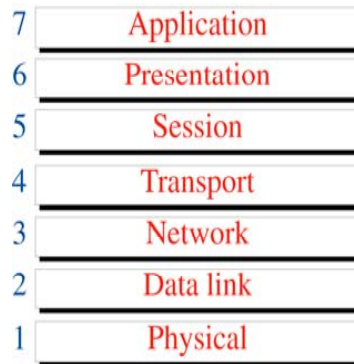 7 Application
6 Presentation
5 Session
4 Transport
3 Network
2 Data link
1 Physical